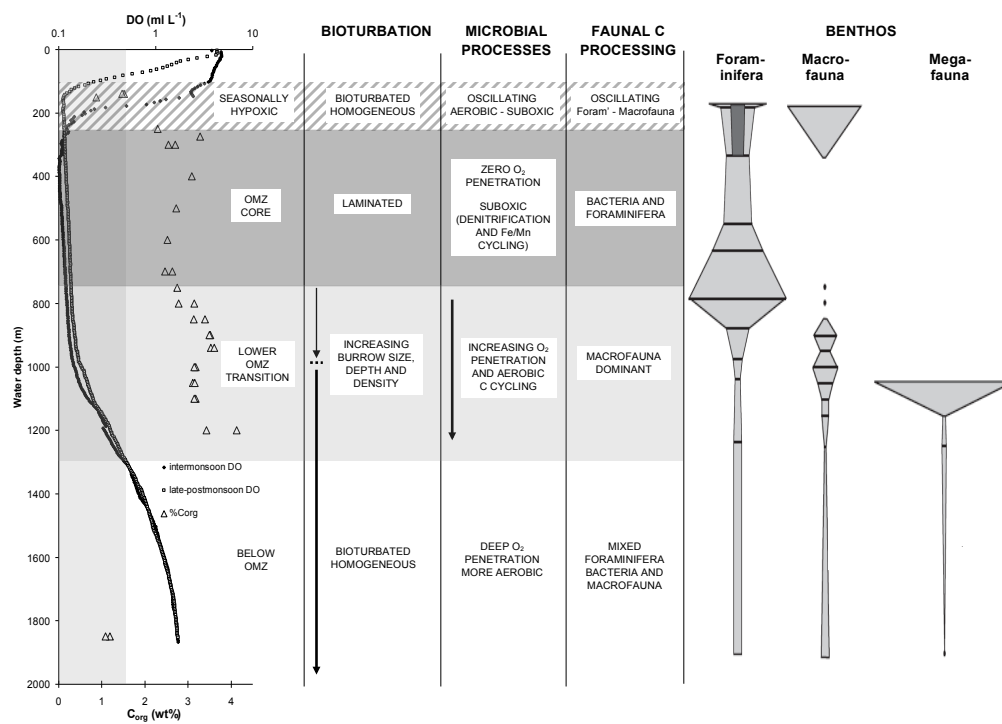 DO (ml L⁻¹)
0.1 1 10
BIOTURBATION
MICROBIAL
PROCESSES
FAUNAL C
PROCESSING
BENTHOS
Foram-
inifera
Macro-
fauna
Mega-
fauna
0
200
400
600
800
1000
1200
1400
1600
1800
2000
Water depth (m)
SEASONALLY
HYPOXIC
BIOTURBATED
HOMOGENEOUS
OSCILLATING
AEROBIC - SUBOXIC
OSCILLATING
Foram' - Macrofauna
OMZ
CORE
LAMINATED
ZERO O₂
PENETRATION
SUBOXIC
(DENITRIFICATION
AND Fe/Mn
CYCLING)
BACTERIA AND
FORAMINIFERA
LOWER
OMZ
TRANSITION
INCREASING
BURROW SIZE,
DEPTH AND
DENSITY
INCREASING O₂
PENETRATION
AND AEROBIC
C CYCLING
MACROFAUNA
DOMINANT
intermonsoon DO
late-postmonsoon DO
%Corg
BELOW
OMZ
BIOTURBATED
HOMOGENEOUS
DEEP O₂
PENETRATION
MORE AEROBIC
MIXED
FORAMINIFERA
BACTERIA AND
MACROFAUNA
0 1 2 3 4
C_org (wt%)